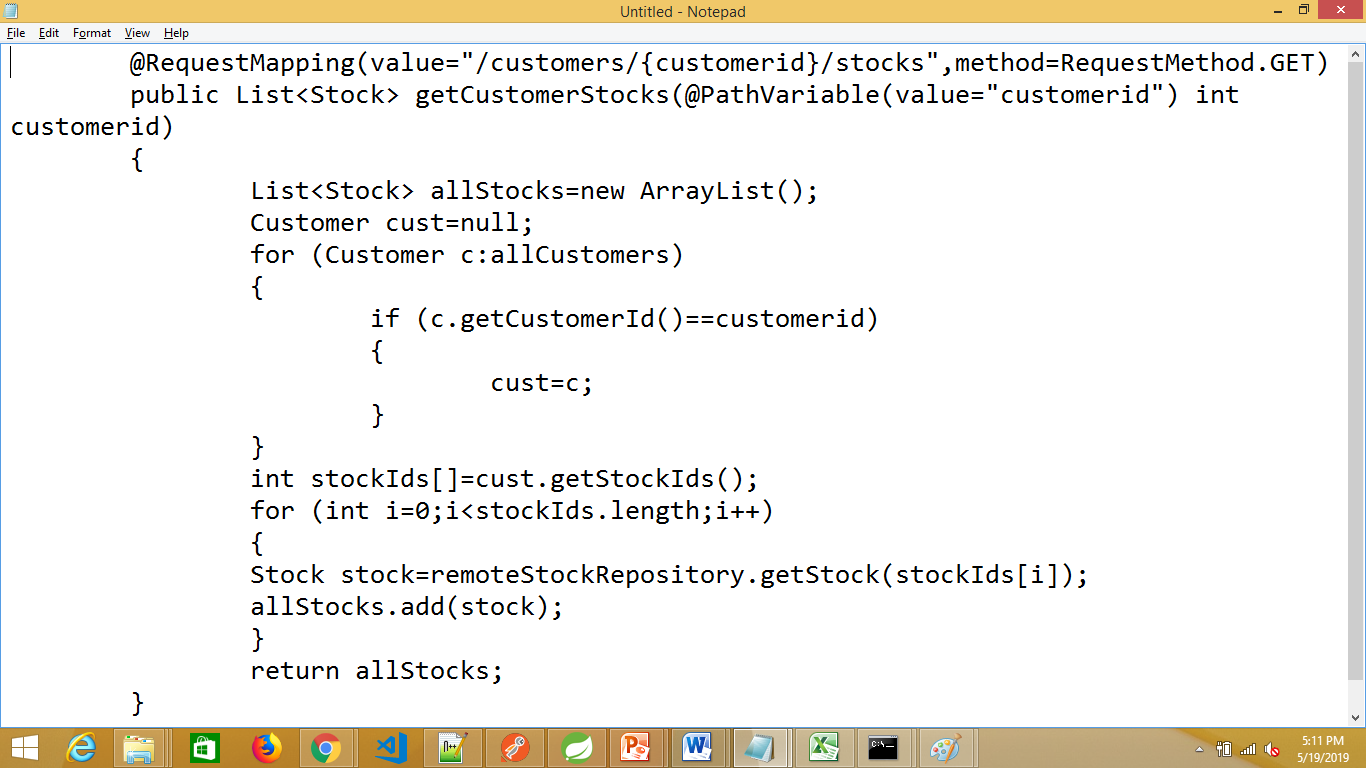 Untitled - Notepad
File Edit Format View Help
@RequestMapping(value="/customers/{customerid}/stocks",method=RequestMethod.GET)
public List<Stock> getCustomerStocks(@PathVariable(value="customerid") int
customerid)
{
List<Stock> allStocks=new ArrayList();
Customer cust=null;
for (Customer c:allCustomers)
{
if (c.getCustomerId()==customerid)
{
cust=c;
}
}
int stockIds[]=cust.getStockIds();
for (int i=0;i<stockIds.length;i++)
{
Stock stock=remoteStockRepository.getStock(stockIds[i]);
allStocks.add(stock);
}
return allStocks;
}
5:11 PM
5/19/2019